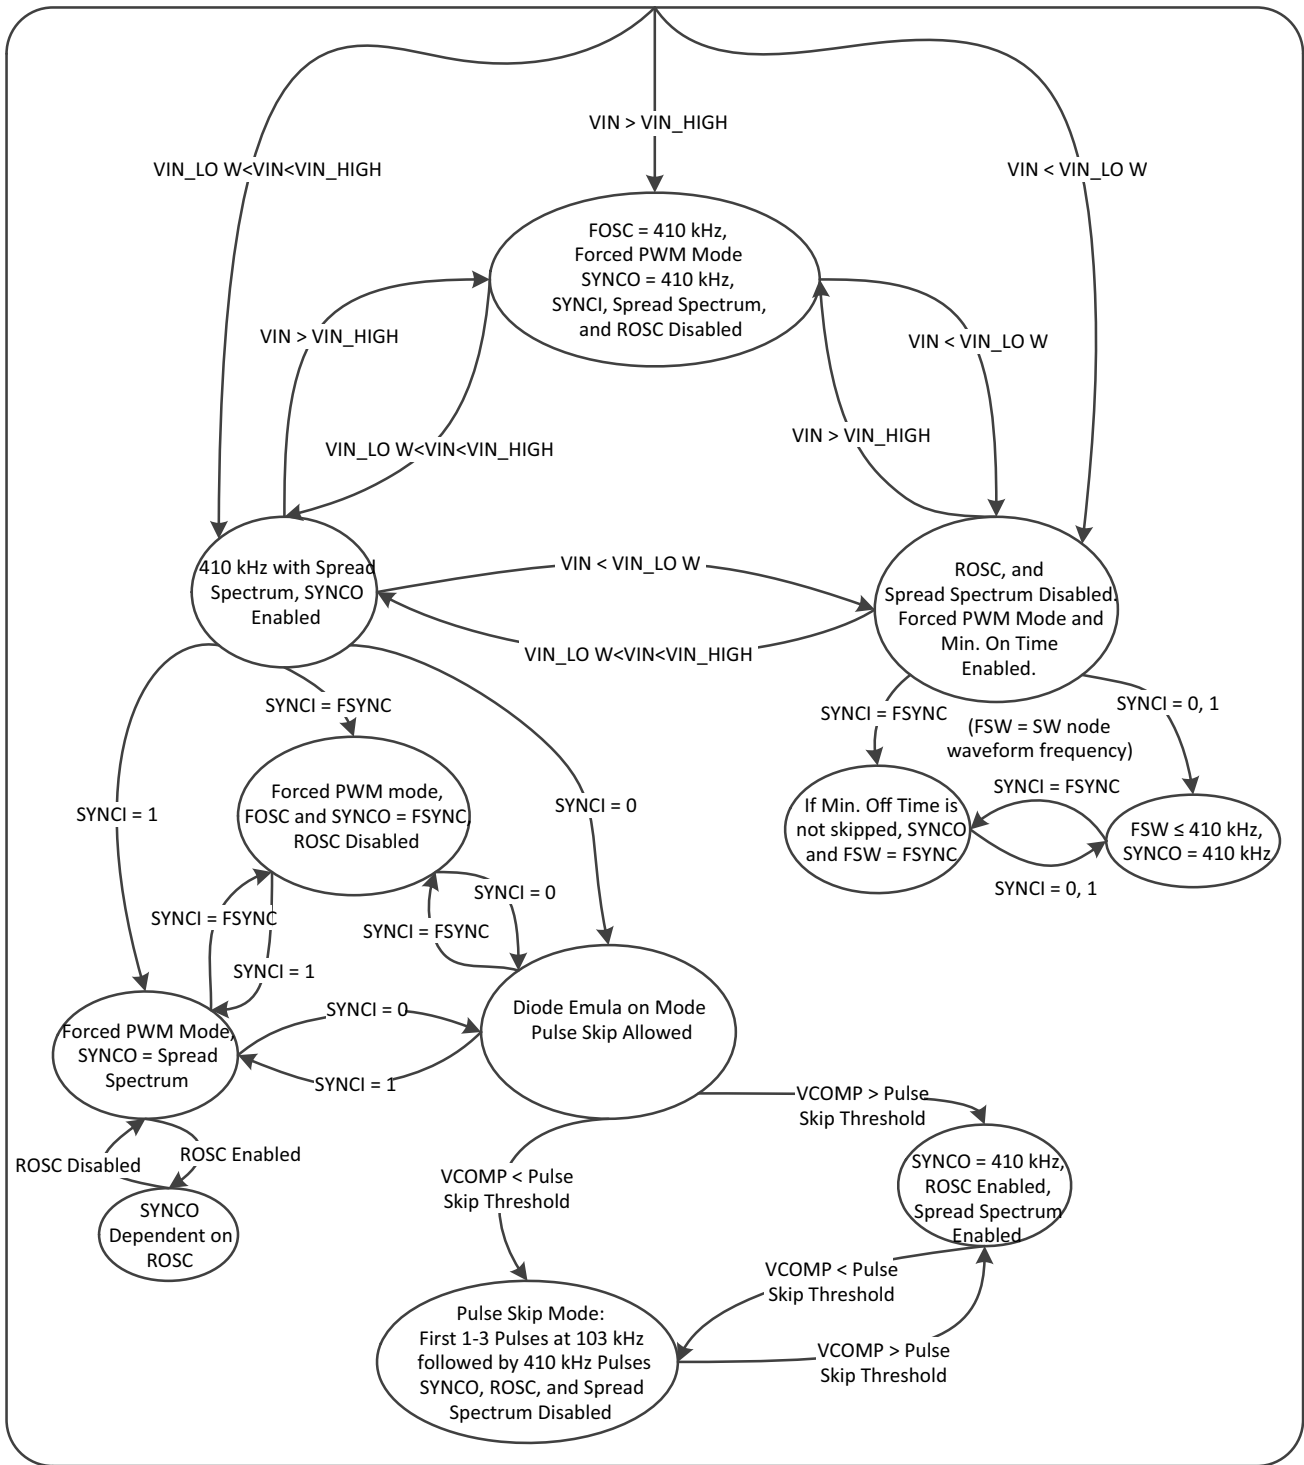 VIN > VIN_HIGH
VIN_LO W<VIN<VIN_HIGH
VIN < VIN_LO W
FOSC = 410 kHz,
Forced PWM Mode
SYNCO = 410 kHz,
SYNCI, Spread Spectrum,
and ROSC Disabled
VIN > VIN_HIGH
VIN < VIN_LO W
VIN > VIN_HIGH
VIN_LO W<VIN<VIN_HIGH
410 kHz with Spread
Spectrum, SYNCO
Enabled
VIN < VIN_LO W
VIN_LO W<VIN<VIN_HIGH
ROSC, and
Spread Spectrum Disabled.
Forced PWM Mode and
Min. On Time
Enabled.
SYNCI = FSYNC
SYNCI = FSYNC
SYNCI = 0, 1
(FSW = SW node
waveform frequency)
SYNCI = 1
Forced PWM mode,
FOSC and SYNCO = FSYNC,
ROSC Disabled
SYNCI = 0
If Min. Off Time is
not skipped, SYNCO
and FSW = FSYNC
SYNCI = FSYNC
FSW ≤ 410 kHz,
SYNCO = 410 kHz
SYNCI = 0, 1
SYNCI = 0
SYNCI = FSYNC
SYNCI = FSYNC
SYNCI = 1
SYNCI = 0
Diode Emula on Mode
Pulse Skip Allowed
Forced PWM Mode,
SYNCO = Spread
Spectrum
SYNCI = 1
VCOMP > Pulse
Skip Threshold
ROSC Disabled
ROSC Enabled
VCOMP < Pulse
Skip Threshold
SYNCO = 410 kHz,
ROSC Enabled,
Spread Spectrum
Enabled
SYNCO
Dependent on
ROSC
VCOMP < Pulse
Skip Threshold
Pulse Skip Mode:
First 1-3 Pulses at 103 kHz
followed by 410 kHz Pulses
SYNCO, ROSC, and Spread
Spectrum Disabled
VCOMP > Pulse
Skip Threshold